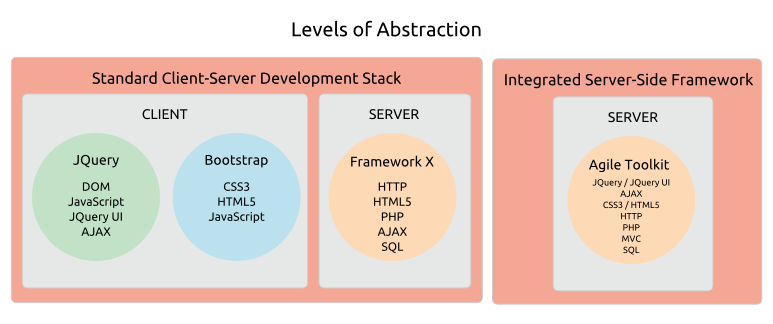 Levels of Abstraction
Standard Client-Server Development Stack
CLIENT
JQuery
DOM
JavaScript
JQuery UI
AJAX
Bootstrap
CSS3
HTML5
JavaScript
SERVER
Framework X
HTTP
HTML5
PHP
AJAX
SQL
Integrated Server-Side Framework
SERVER
Agile Toolkit
JQuery / JQuery UI
AJAX
CSS3 / HTML5
HTTP
PHP
MVC
SQL